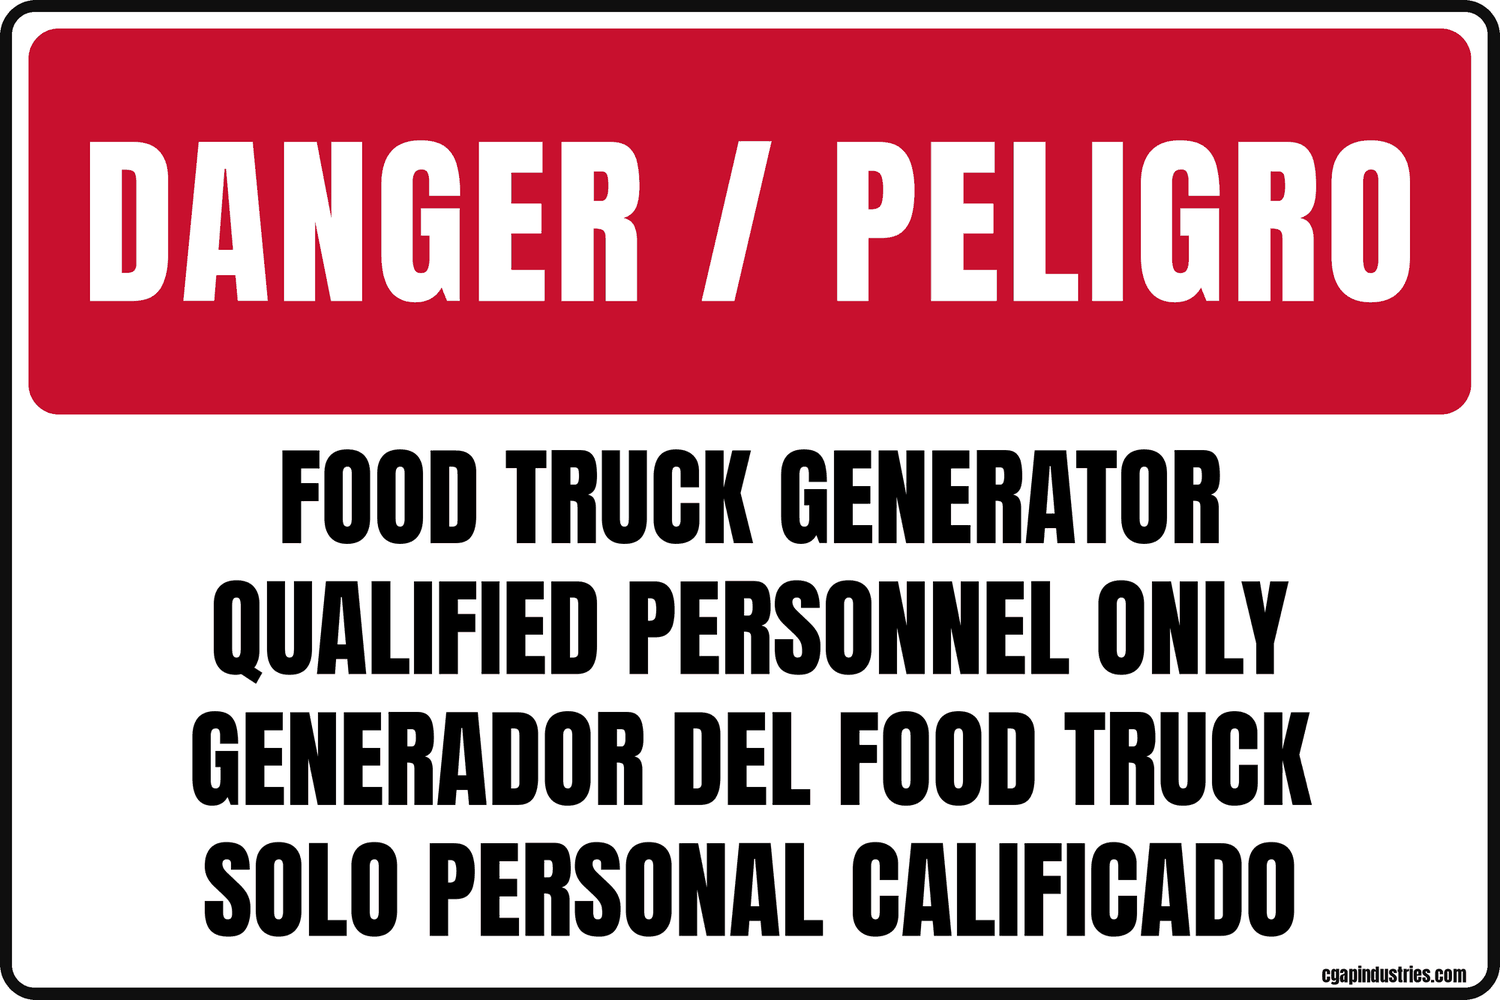 DANGER / PELIGRO
FOOD TRUCK GENERATOR
QUALIFIED PERSONNEL ONLY
GENERADOR DEL FOOD TRUCK
SOLO PERSONAL CALIFICADO
cgapindustries.com